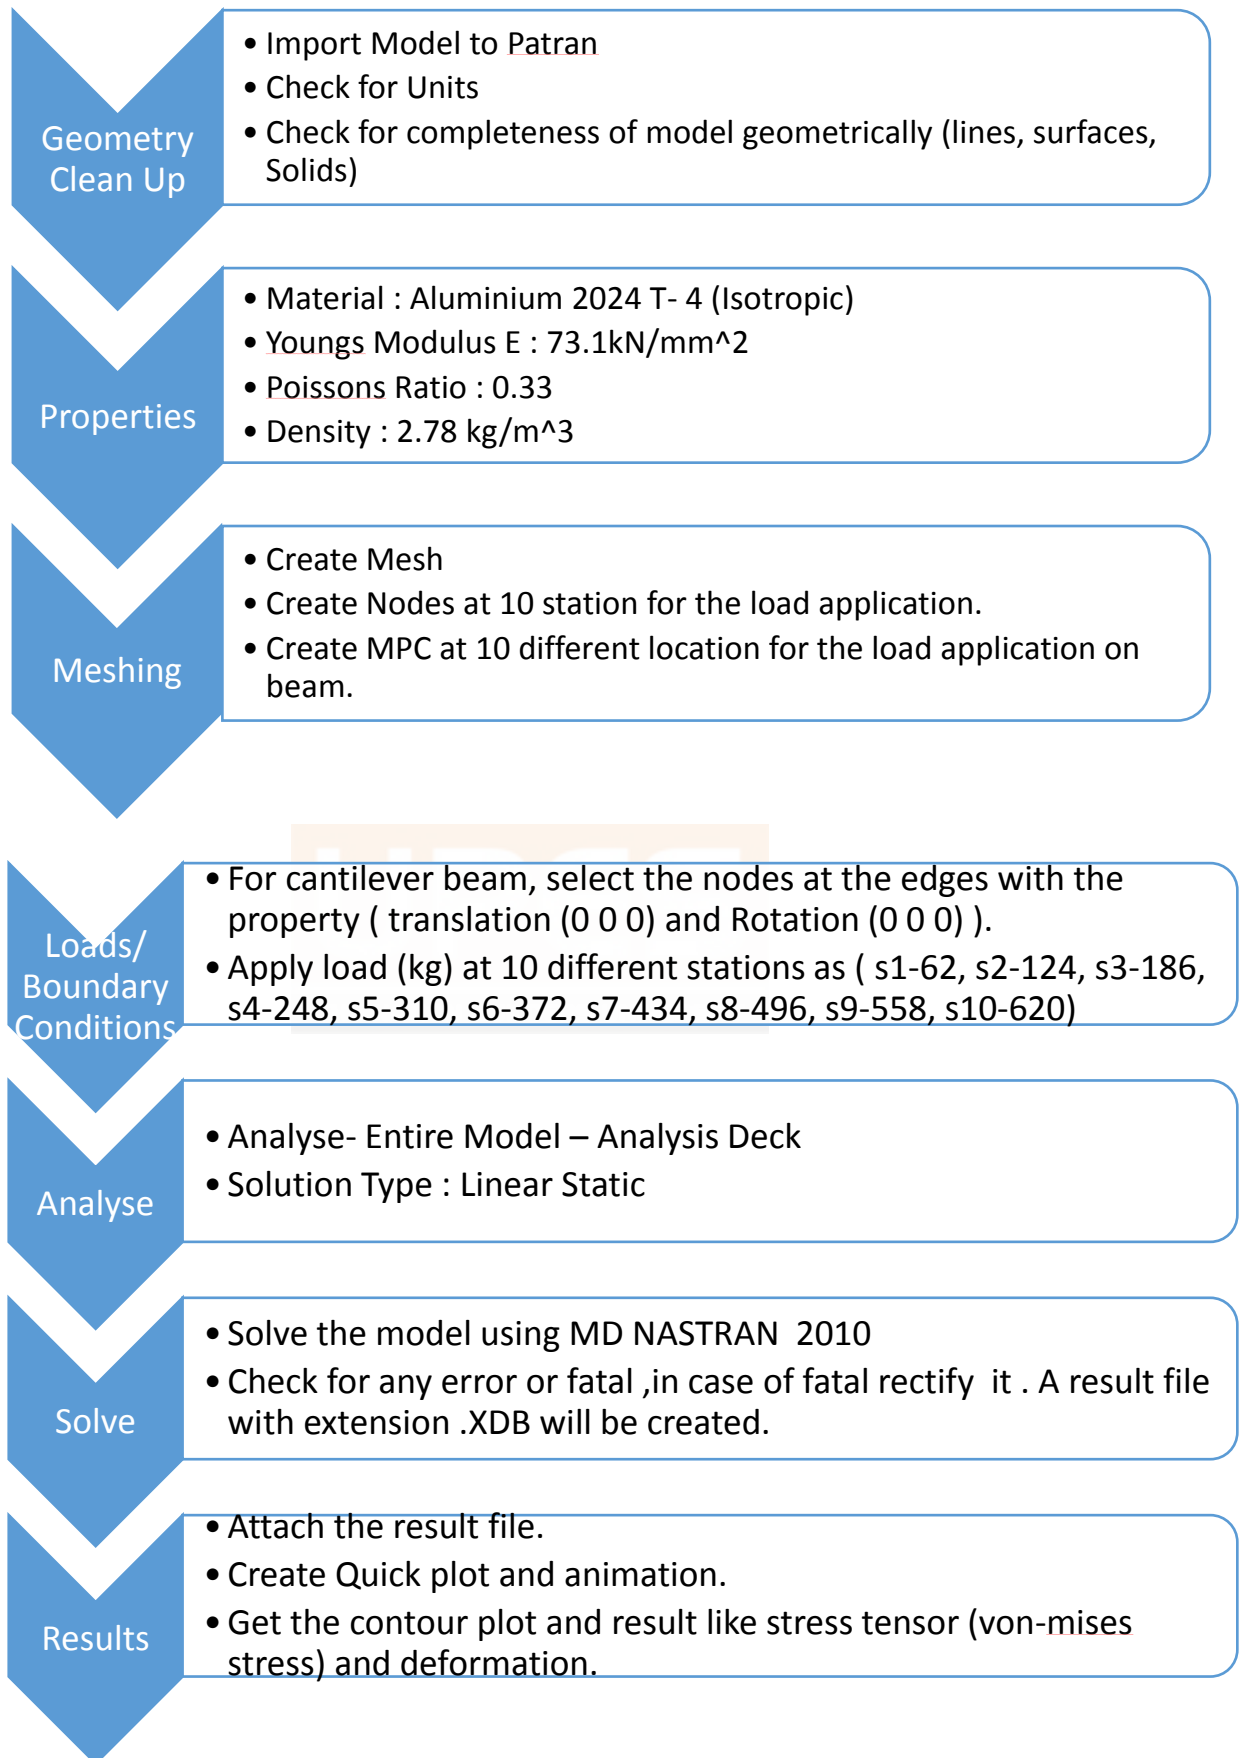 Geometry
Clean Up
• Import Model to Patran
• Check for Units
• Check for completeness of model geometrically (lines, surfaces,
Solids)
Properties
• Material : Aluminium 2024 T- 4 (Isotropic)
• Youngs Modulus E : 73.1kN/mm^2
• Poissons Ratio : 0.33
• Density : 2.78 kg/m^3
Meshing
• Create Mesh
• Create Nodes at 10 station for the load application.
• Create MPC at 10 different location for the load application on
beam.
Loads/
Boundary
Conditions
• For cantilever beam, select the nodes at the edges with the
property ( translation (0 0 0) and Rotation (0 0 0) ).
• Apply load (kg) at 10 different stations as ( s1-62, s2-124, s3-186,
s4-248, s5-310, s6-372, s7-434, s8-496, s9-558, s10-620)
Analyse
• Analyse- Entire Model – Analysis Deck
• Solution Type : Linear Static
Solve
• Solve the model using MD NASTRAN  2010
• Check for any error or fatal ,in case of fatal rectify  it . A result file
with extension .XDB will be created.
Results
• Attach the result file.
• Create Quick plot and animation.
• Get the contour plot and result like stress tensor (von-mises
stress) and deformation.